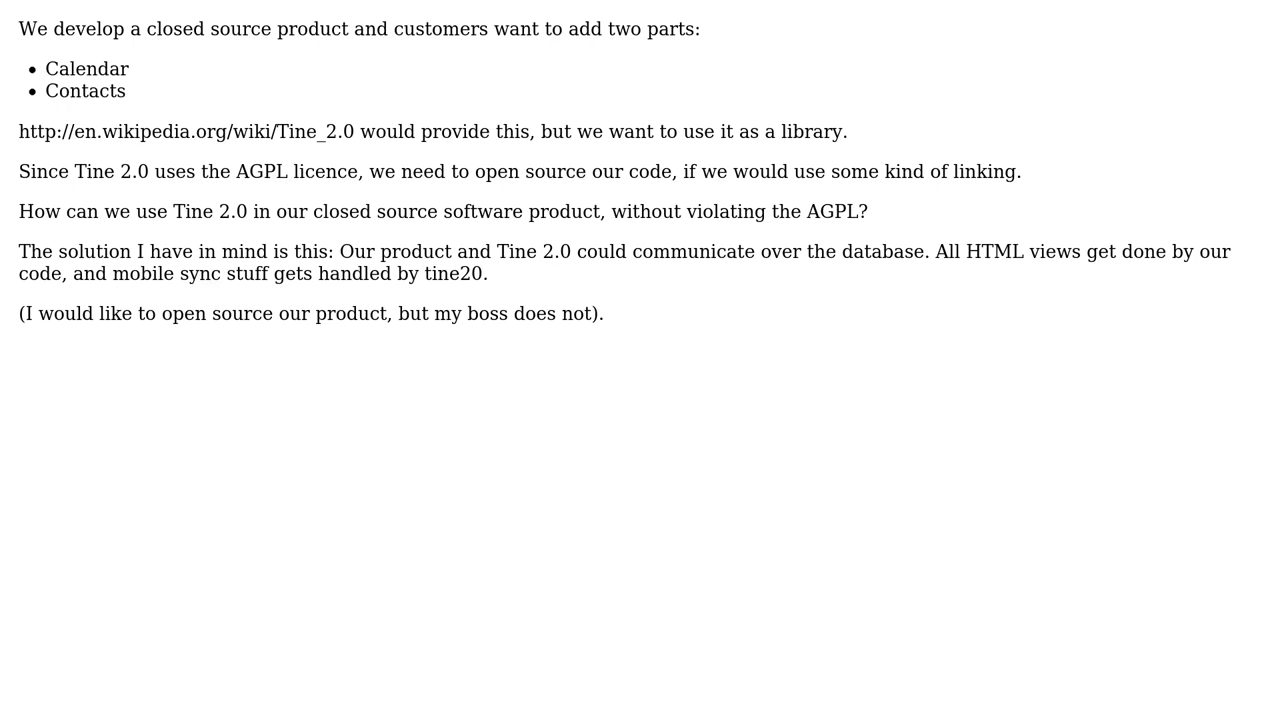 We develop a closed source product and customers want to add two parts:
• Calendar
• Contacts
http://en.wikipedia.org/wiki/Tine_2.0 would provide this, but we want to use it as a library.
Since Tine 2.0 uses the AGPL licence, we need to open source our code, if we would use some kind of linking.
How can we use Tine 2.0 in our closed source software product, without violating the AGPL?
The solution I have in mind is this: Our product and Tine 2.0 could communicate over the database. All HTML views get done by our
code, and mobile sync stuff gets handled by tine20.
(I would like to open source our product, but my boss does not).